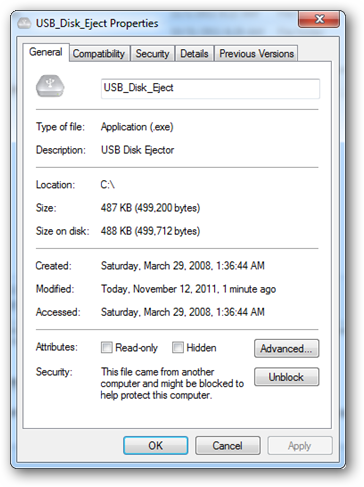 USB_Disk_Eject Properties
General Compatibility Security Details Previous Versions
USB_Disk_Eject
Type of file: Application (.exe)
Description: USB Disk Ejector
Location: C:\
Size: 487 KB (499,200 bytes)
Size on disk: 488 KB (499,712 bytes)
Created: Saturday, March 29, 2008, 1:36:44 AM
Modified: Today, November 12, 2011, 1 minute ago
Accessed: Saturday, March 29, 2008, 1:36:44 AM
Attributes: Read-only Hidden Advanced...
Security: This file came from another
computer and might be blocked to
help protect this computer.
Unblock
OK Cancel Apply